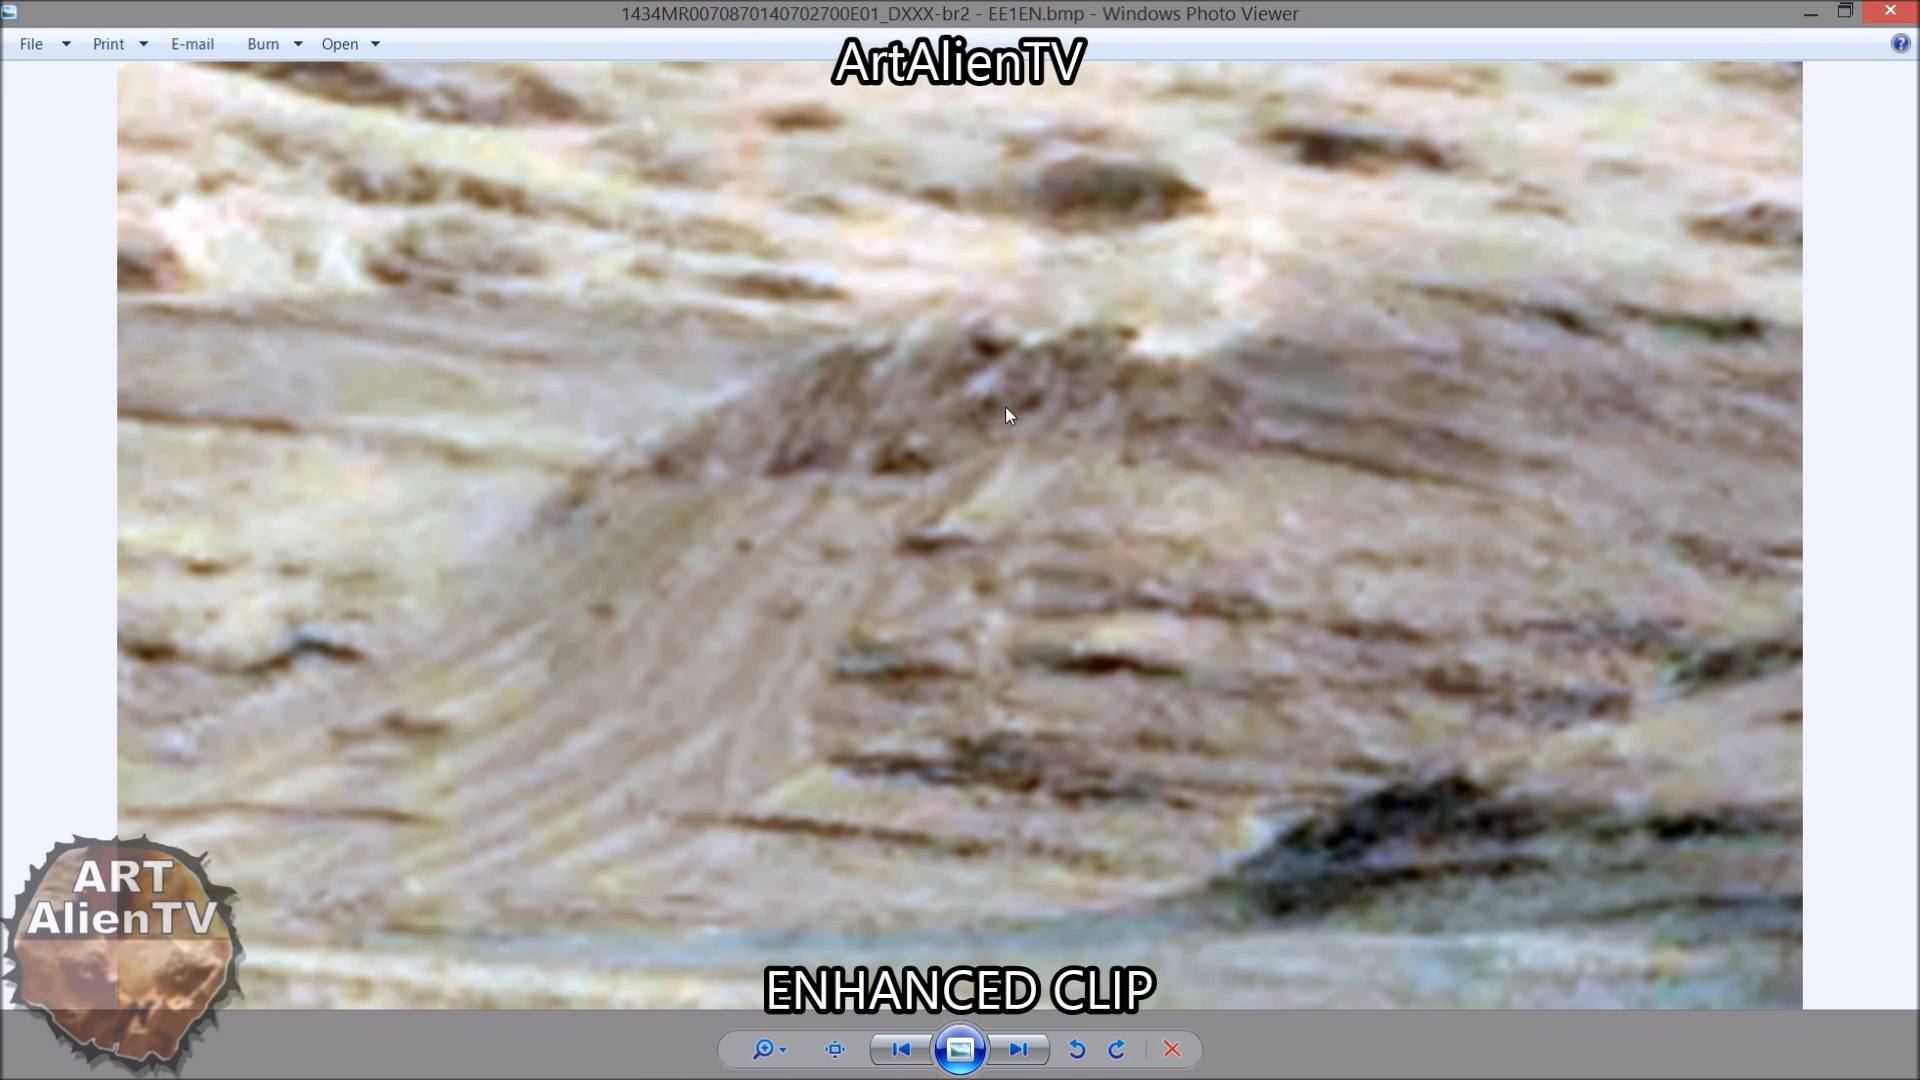 1434MR0070870140702700E01_DXXX-br2 - EE1EN.bmp - Windows Photo Viewer
File Print E-mail Burn Open
ArtAlienTV
ART
AlienTV
ENHANCED CLIP